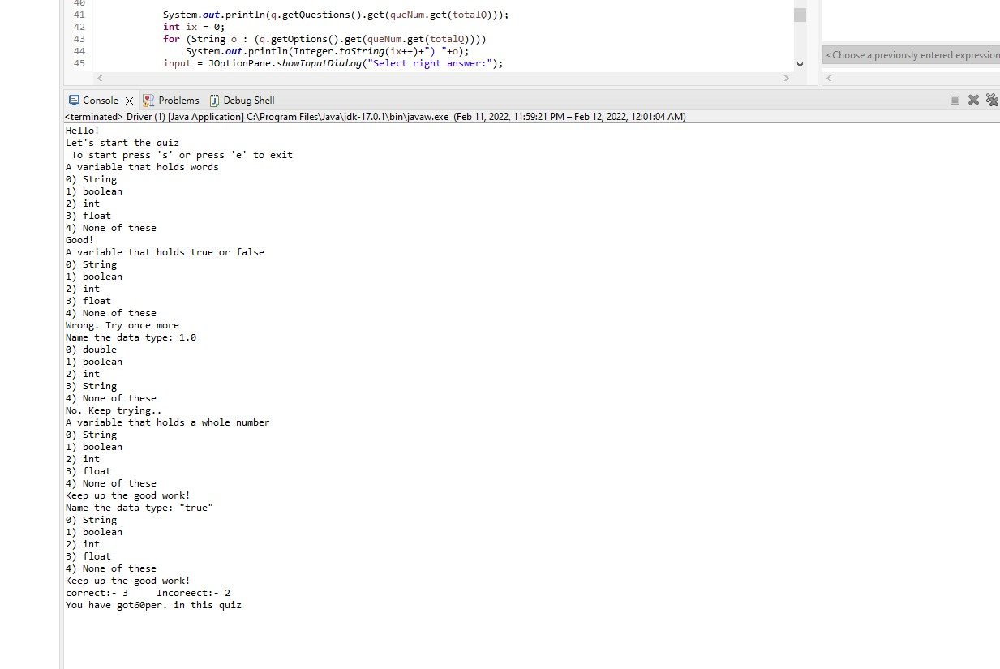 40
41 System.out.println(q.getQuestions().get(queNum.get(totalQ)));
42 int ix = 0;
43 for (String o : (q.getOptions().get(queNum.get(totalQ))))
44 System.out.println(Integer.toString(ix++)+") "+o);
45 input = JOptionPane.showInputDialog("Select right answer:");
<Choose a previously entered expression
Console Problems Debug Shell
<terminated> Driver (1) [Java Application] C:\Program Files\Java\jdk-17.0.1\bin\javaw.exe (Feb 11, 2022, 11:59:21 PM – Feb 12, 2022, 12:01:04 AM)
Hello!
Let's start the quiz
To start press 's' or press 'e' to exit
A variable that holds words
0) String
1) boolean
2) int
3) float
4) None of these
Good!
A variable that holds true or false
0) String
1) boolean
2) int
3) float
4) None of these
Wrong. Try once more
Name the data type: 1.0
0) double
1) boolean
2) int
3) String
4) None of these
No. Keep trying..
A variable that holds a whole number
0) String
1) boolean
2) int
3) float
4) None of these
Keep up the good work!
Name the data type: "true"
0) String
1) boolean
2) int
3) float
4) None of these
Keep up the good work!
correct:- 3 Incoreect:- 2
You have got60per. in this quiz